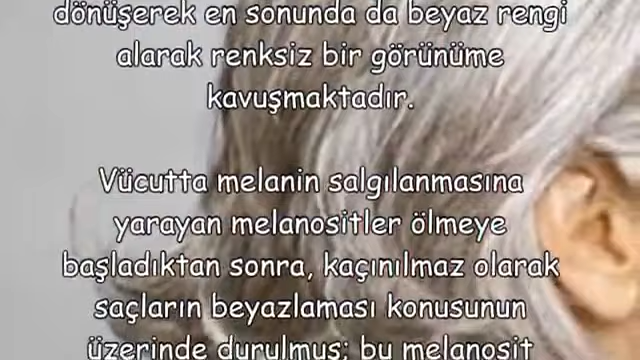 dönüşerek en sonunda da beyaz rengi
alarak renksiz bir görünüme
kavuşmaktadır.
Vücutta melanin salgılanmasına
yarayan melanositler ölmeye
başladıktan sonra, kaçınılmaz olarak
saçların beyazlaması konusunun
üzerinde durulmuş; bu melanosit